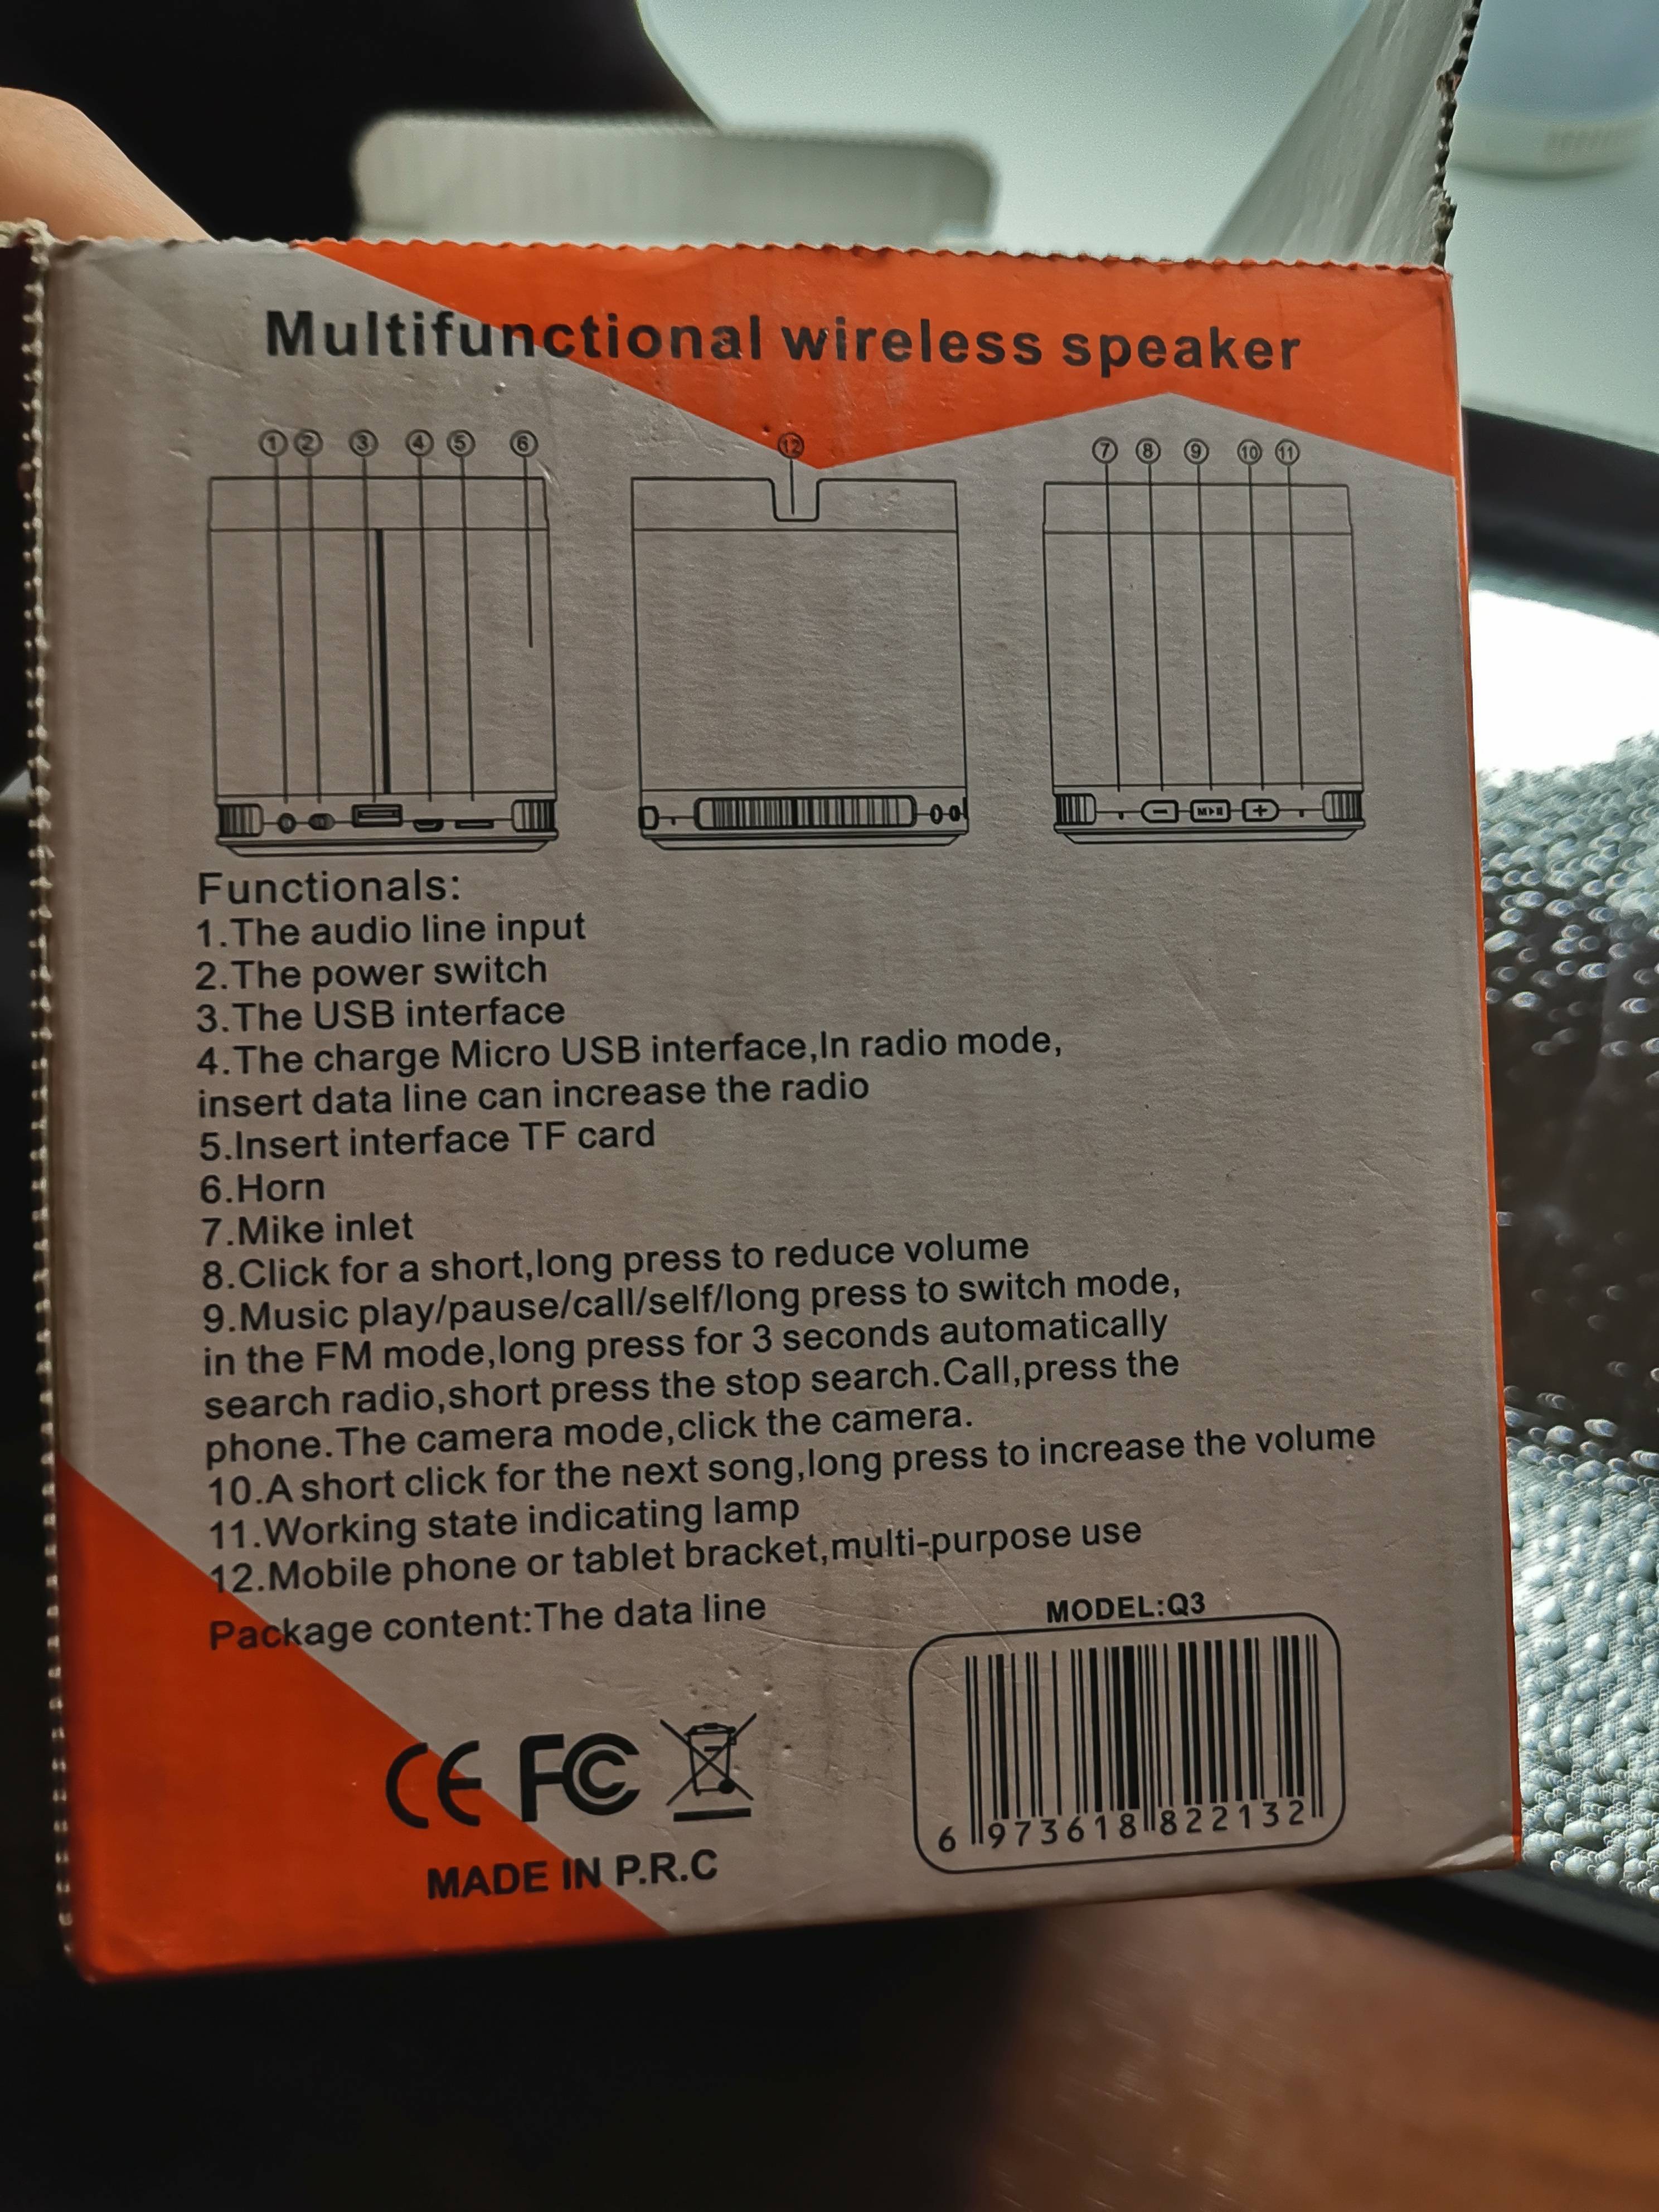 Multifunctional wireless speaker
① ② ③ ④ ⑤ ⑥ ⑫ ⑦ ⑧ ⑨ ⑩ ⑪
Functionals:
1.The audio line input
2.The power switch
3.The USB interface
4.The charge Micro USB interface,In radio mode,
insert data line can increase the radio
5.Insert interface TF card
6.Horn
7.Mike inlet
8.Click for a short,long press to reduce volume
9.Music play/pause/call/self/long press to switch mode,
in the FM mode,long press for 3 seconds automatically
search radio,short press the stop search.Call,press the
phone.The camera mode,click the camera.
10.A short click for the next song,long press to increase the volume
11.Working state indicating lamp
12.Mobile phone or tablet bracket,multi-purpose use
Package content:The data line
MODEL:Q3
CE FC
6 973618 822132
MADE IN P.R.C